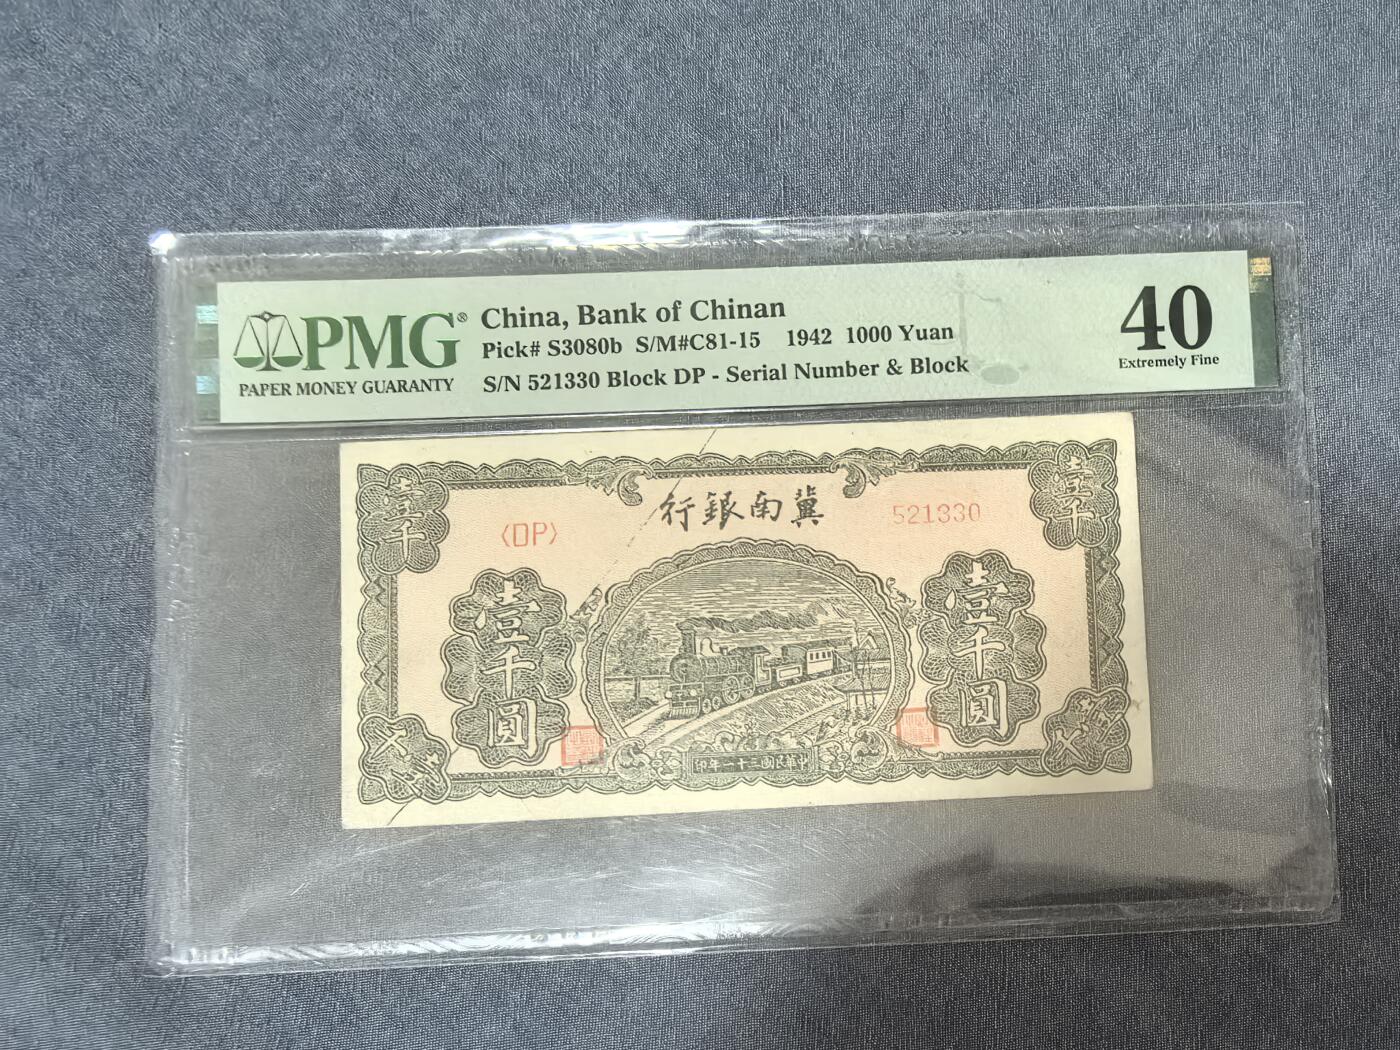 PMG®
PAPER MONEY GUARANTY
China, Bank of Chinan
Pick# S3080b S/M#C81-15 1942 1000 Yuan
S/N 521330 Block DP - Serial Number & Block
40
Extremely Fine
壹千
壹千
行銀南冀
〈DP〉
521330
壹千圓
壹千圓
印年一十三國民華中